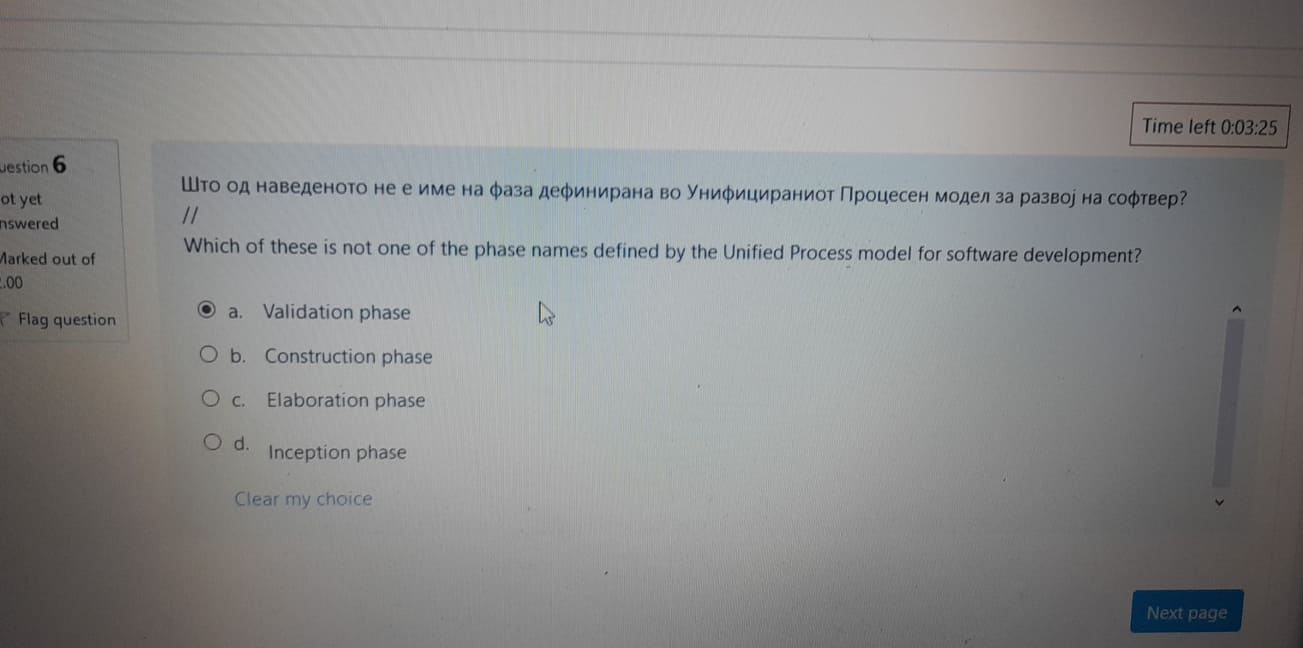 Time left 0:03:25
uestion 6
ot yet
nswered
Marked out of
.00
Flag question
Што од наведеното не е име на фаза дефинирана во Унифицираниот Процесен модел за развој на софтвер?
//
Which of these is not one of the phase names defined by the Unified Process model for software development?
a. Validation phase
b. Construction phase
c. Elaboration phase
d. Inception phase
Clear my choice
Next page